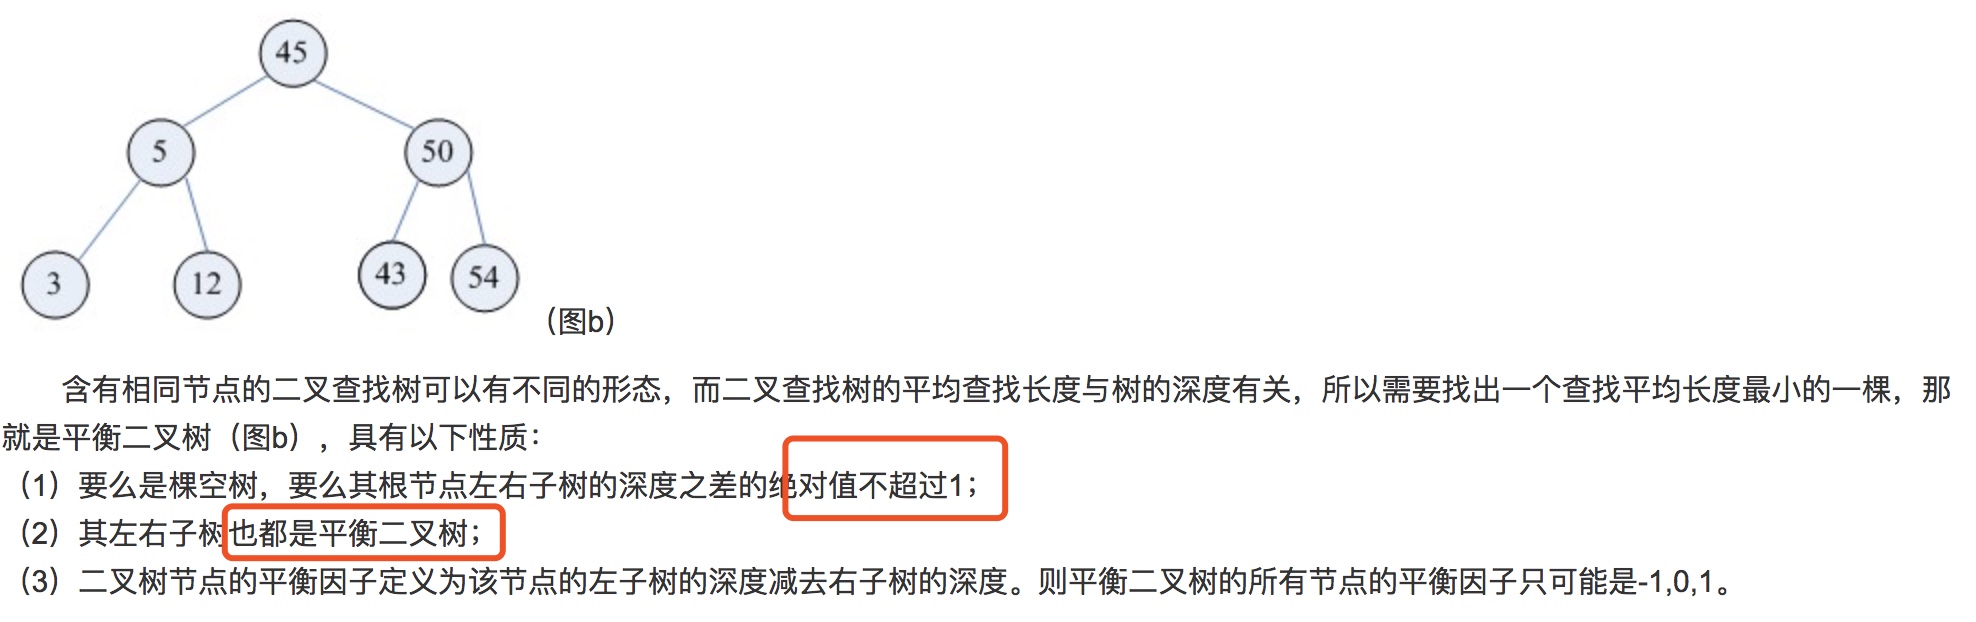 45
5
50
3
12
43
54
（图b）
含有相同节点的二叉查找树可以有不同的形态，而二叉查找树的平均查找长度与树的深度有关，所以需要找出一个查找平均长度最小的一棵，那
就是平衡二叉树（图b），具有以下性质：
（1）要么是棵空树，要么其根节点左右子树的深度之差的绝对值不超过1；
（2）其左右子树也都是平衡二叉树；
（3）二叉树节点的平衡因子定义为该节点的左子树的深度减去右子树的深度。则平衡二叉树的所有节点的平衡因子只可能是-1,0,1。